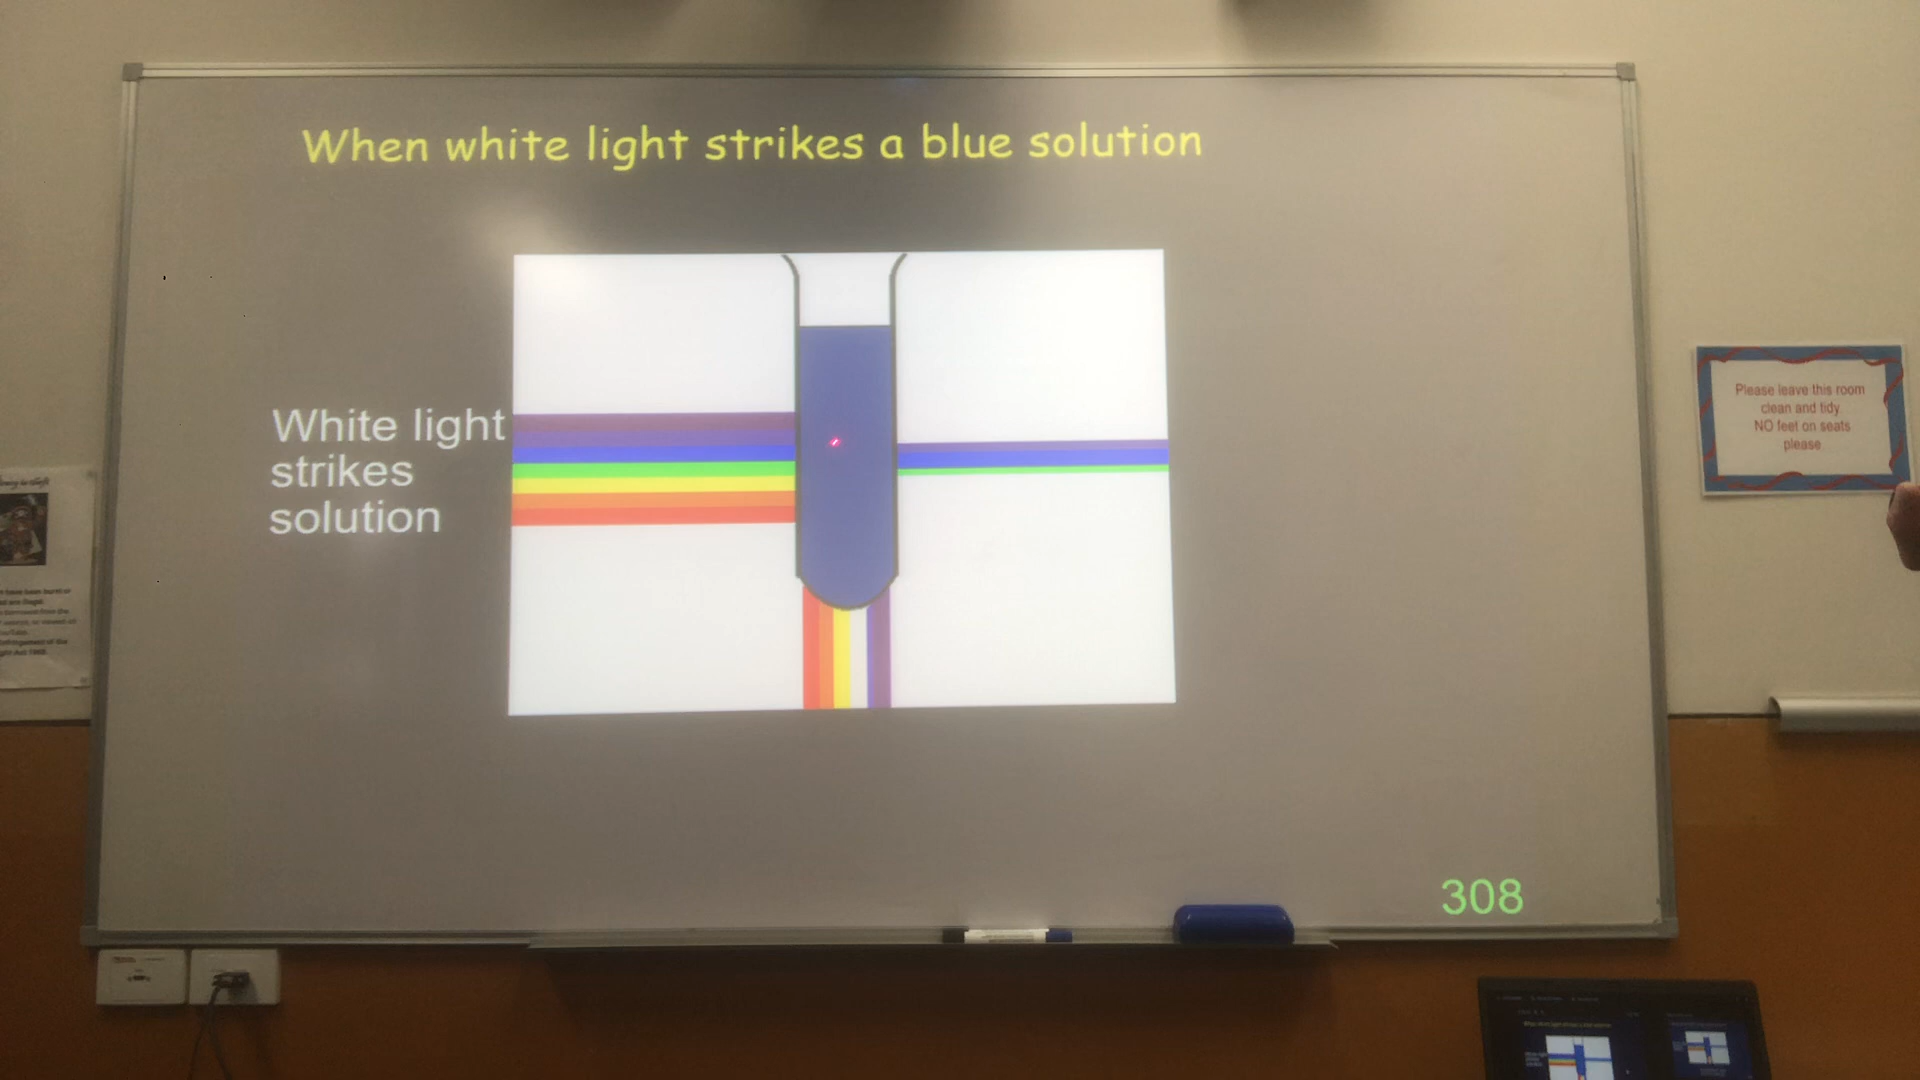 When white light strikes a blue solution
White light
strikes
solution
308
Please leave this room
clean and tidy
NO feet on seats
please